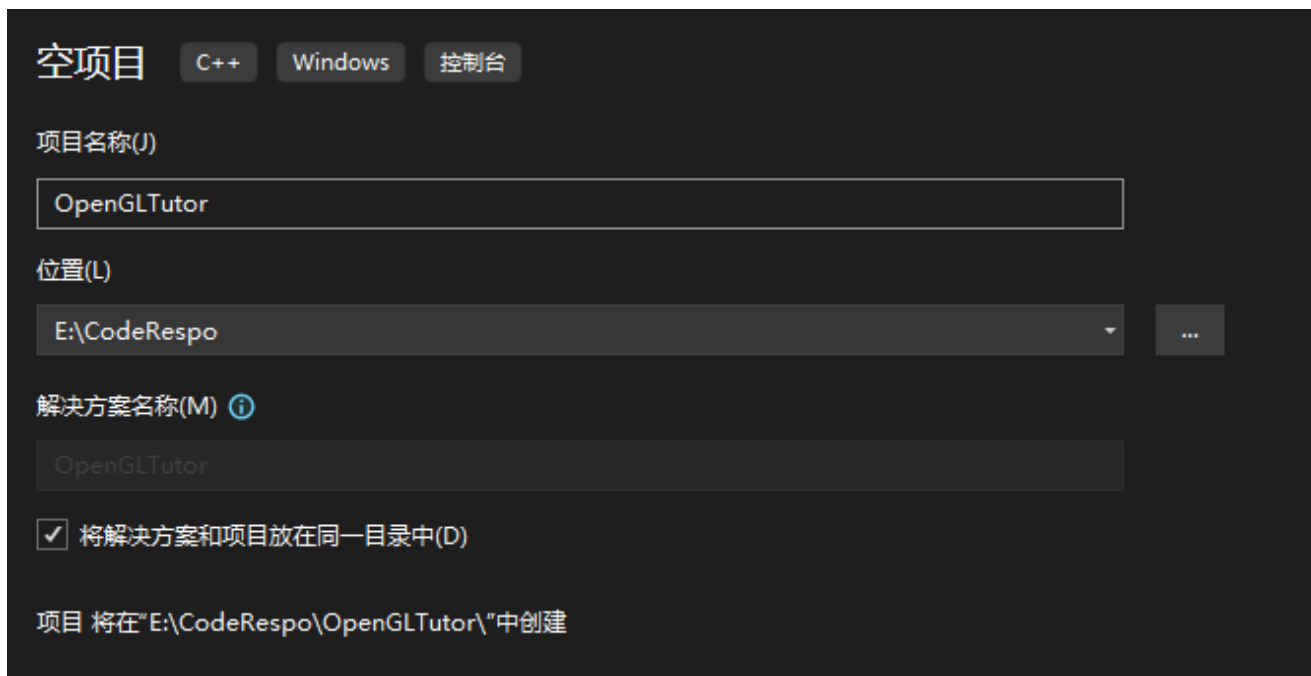 空项目 C++ Windows 控制台
项目名称(J)
OpenGLTutor
位置(L)
E:\CodeRespo
...
解决方案名称(M)
OpenGLTutor
将解决方案和项目放在同一目录中(D)
项目 将在“E:\CodeRespo\OpenGLTutor\”中创建